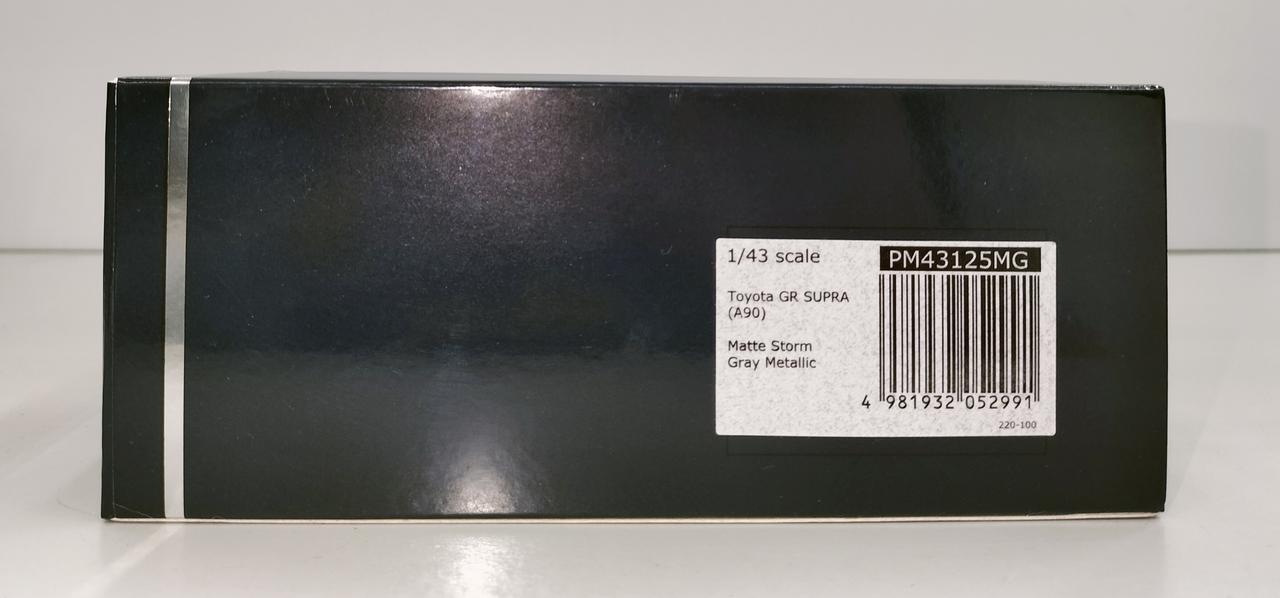 1/43 scale
PM43125MG
Toyota GR SUPRA
(A90)
Matte Storm
Gray Metallic
4 981932 052991
220-100